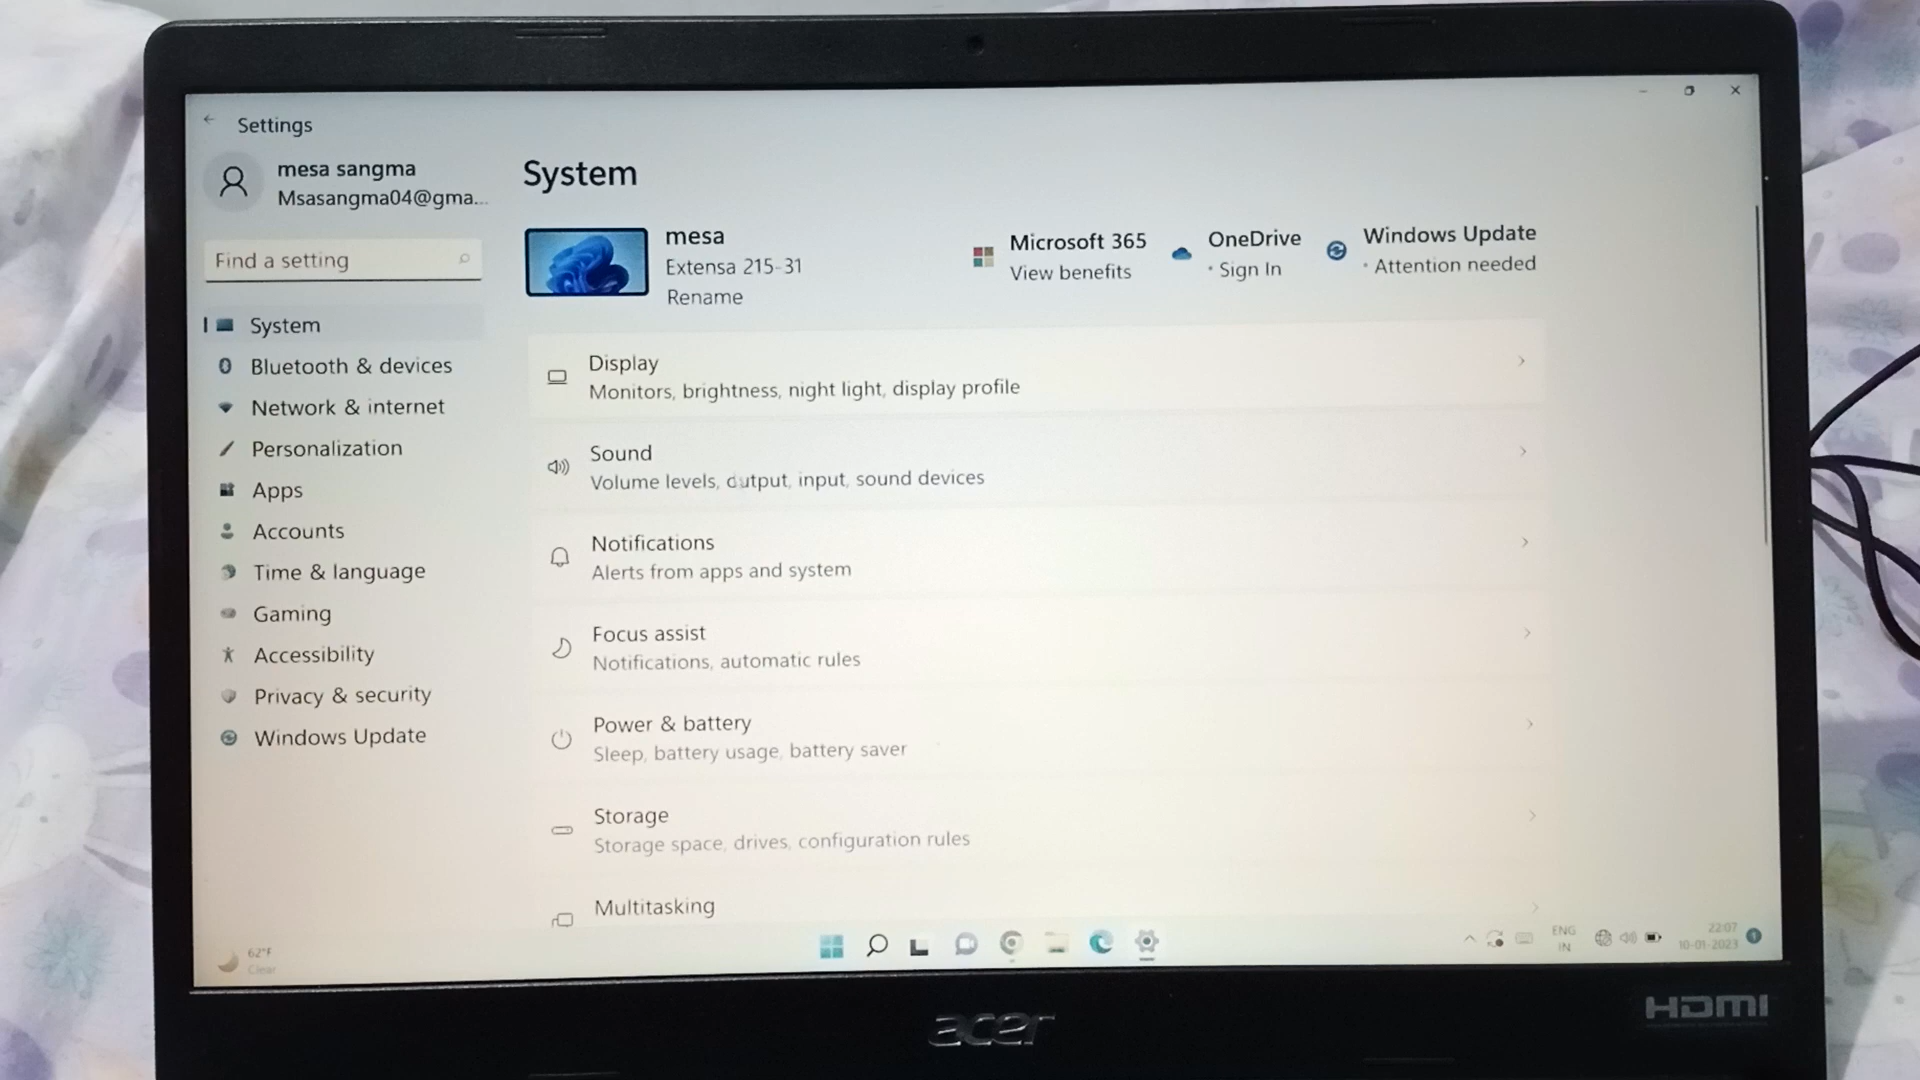 Settings
mesa sangma
Msasangma04@gma...
Find a setting
System
Bluetooth & devices
Network & internet
Personalization
Apps
Accounts
Time & language
Gaming
Accessibility
Privacy & security
Windows Update
System
mesa
Extensa 215-31
Rename
Microsoft 365
View benefits
OneDrive
• Sign In
Windows Update
• Attention needed
Display
Monitors, brightness, night light, display profile
Sound
Volume levels, output, input, sound devices
Notifications
Alerts from apps and system
Focus assist
Notifications, automatic rules
Power & battery
Sleep, battery usage, battery saver
Storage
Storage space, drives, configuration rules
Multitasking
62°F
Clear
ENG
IN
22:07
10-01-2023
1
acer
HDMI